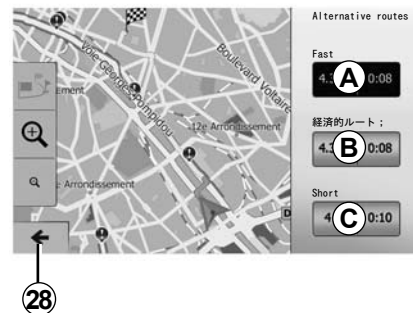 Alternative routes
Fast
4. A 0:08
経済的ルート；
4. B 0:08
Short
4 C 0:10
Voie Georges Pompidou
Boulevard Voltaire
ement
12e Arrondissement
e Arrondissement
D
28